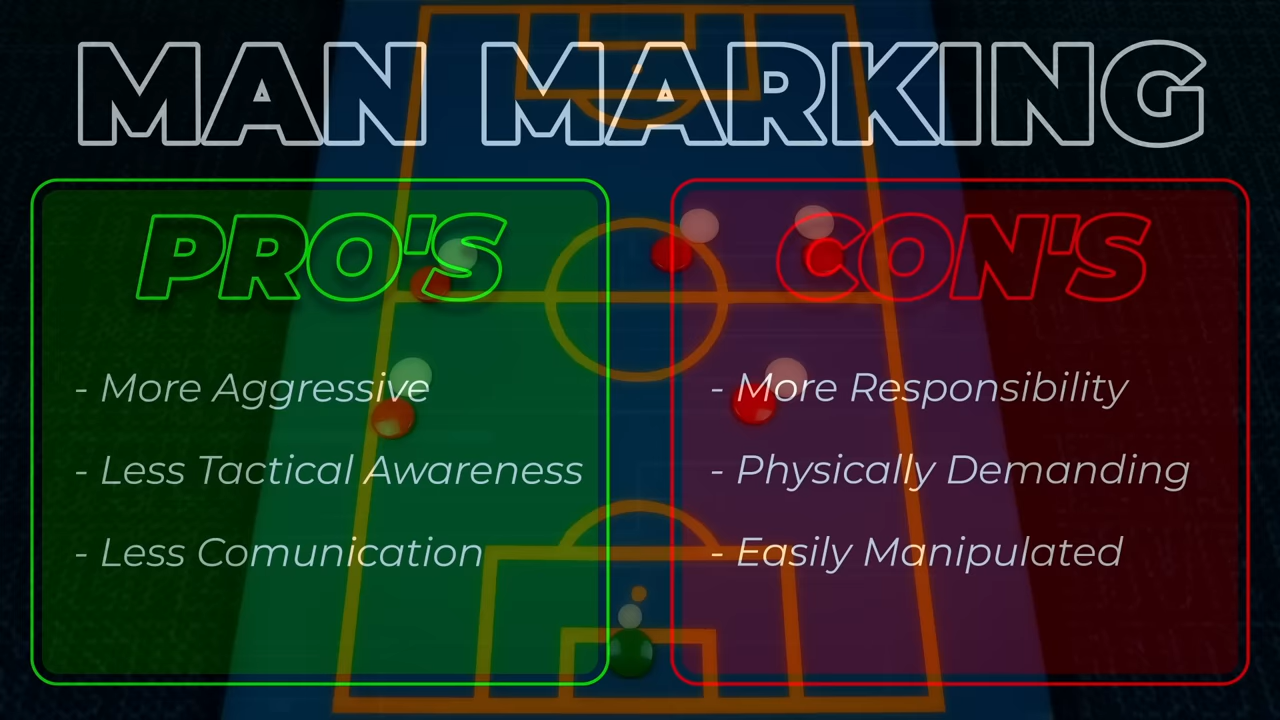 MAN MARKING
PRO'S
- More Aggressive
- Less Tactical Awareness
- Less Comunication
CON'S
- More Responsibility
- Physically Demanding
- Easily Manipulated